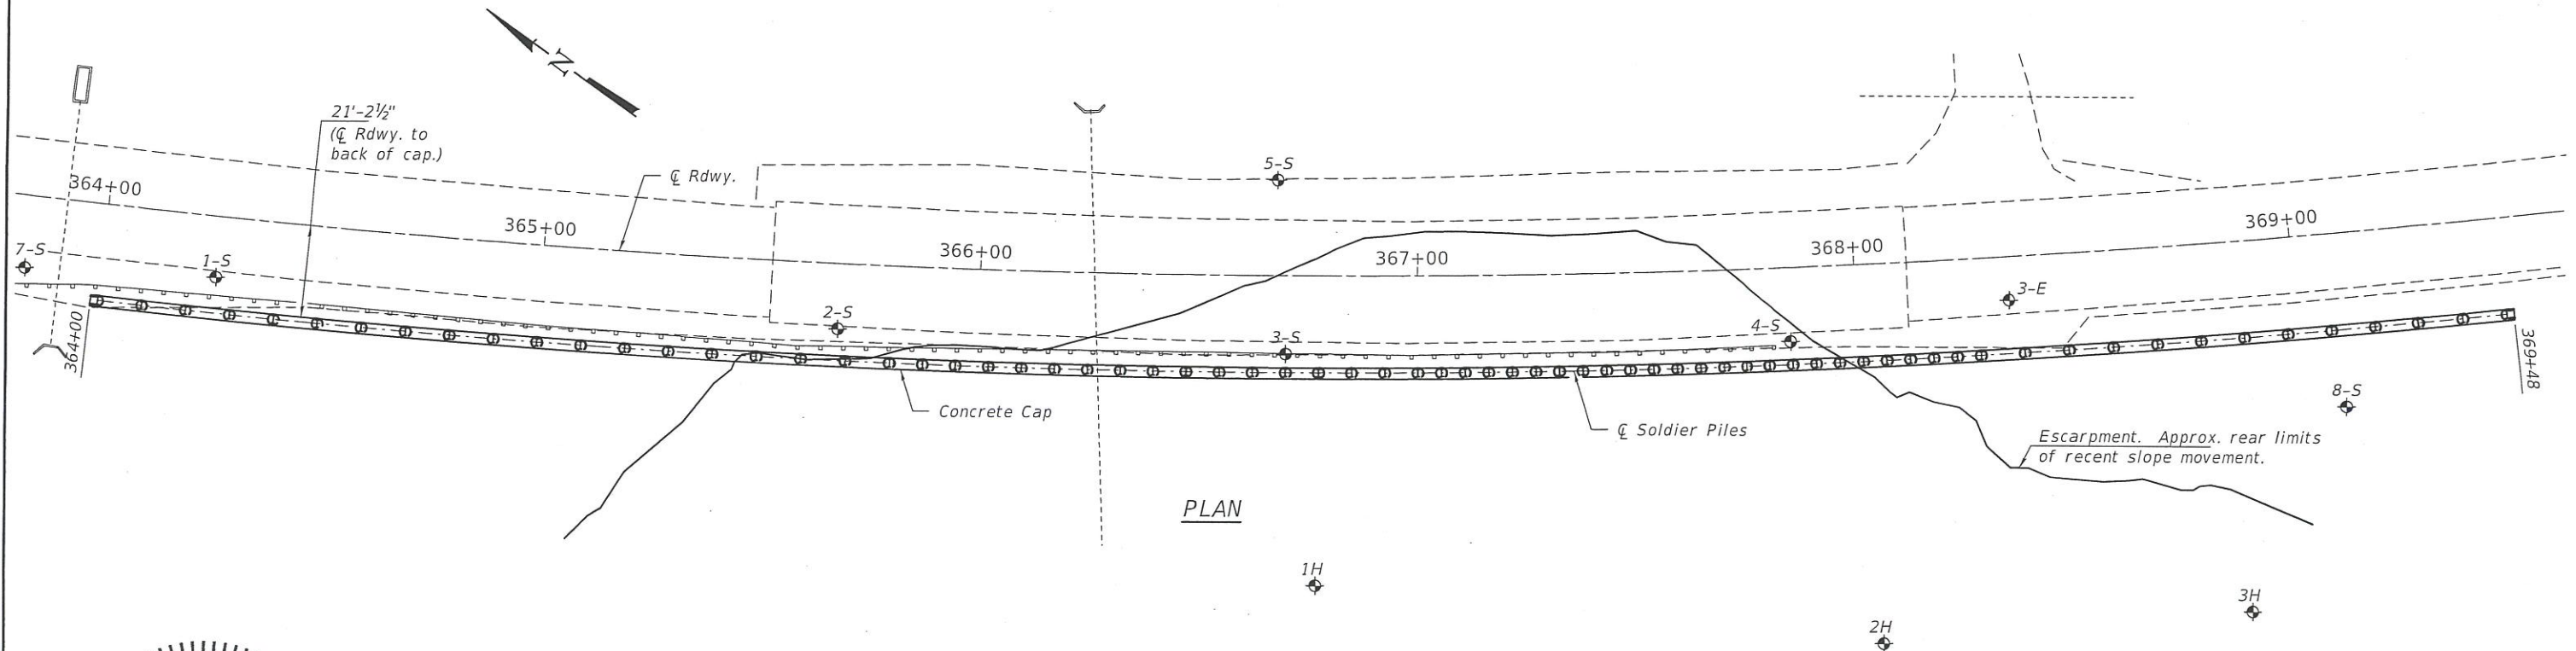 N
21'-2½"
(℄ Rdwy. to
back of cap.)
5-S
℄ Rdwy.
364+00
365+00
366+00
367+00
368+00
369+00
7-S
1-S
2-S
3-S
4-S
3-E
364+00
369+48
8-S
Concrete Cap
℄ Soldier Piles
Escarpment. Approx. rear limits
of recent slope movement.
PLAN
1H
2H
3H